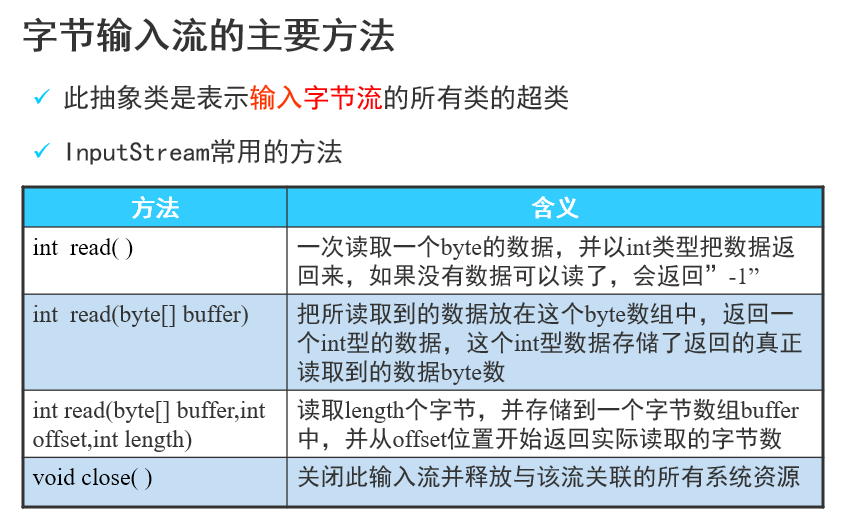 字节输入流的主要方法
✓ 此抽象类是表示输入字节流的所有类的超类
✓ InputStream常用的方法
方法 含义
int read( ) 一次读取一个byte的数据，并以int类型把数据返
回来，如果没有数据可以读了，会返回”-1”
int read(byte[] buffer) 把所读取到的数据放在这个byte数组中，返回一
个int型的数据，这个int型数据存储了返回的真正
读取到的数据byte数
int read(byte[] buffer,int 读取length个字节，并存储到一个字节数组buffer
offset,int length) 中，并从offset位置开始返回实际读取的字节数
void close( ) 关闭此输入流并释放与该流关联的所有系统资源